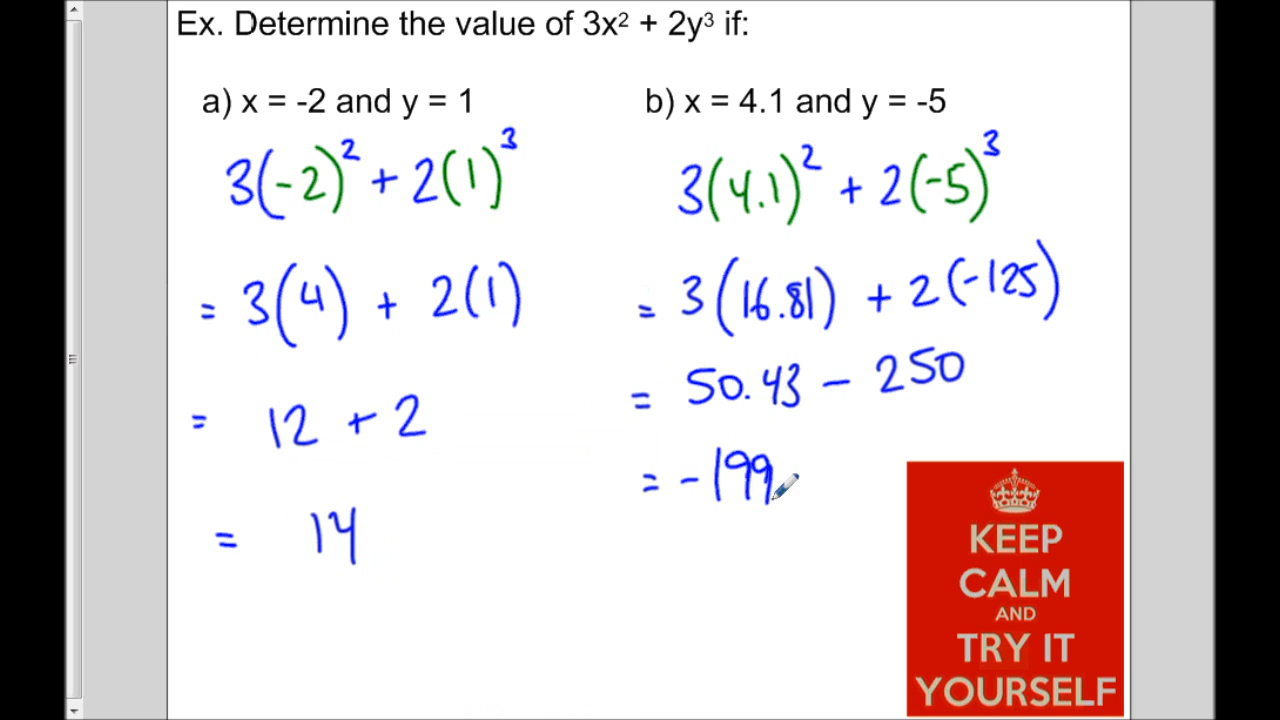 Ex. Determine the value of 3x² + 2y³ if:
a) x = -2 and y = 1
3(-2)² + 2(1)³
= 3(4) + 2(1)
= 12 + 2
= 14
b) x = 4.1 and y = -5
3(4.1)² + 2(-5)³
= 3(16.81) + 2(-125)
= 50.43 - 250
= -199
KEEP
CALM
AND
TRY IT
YOURSELF